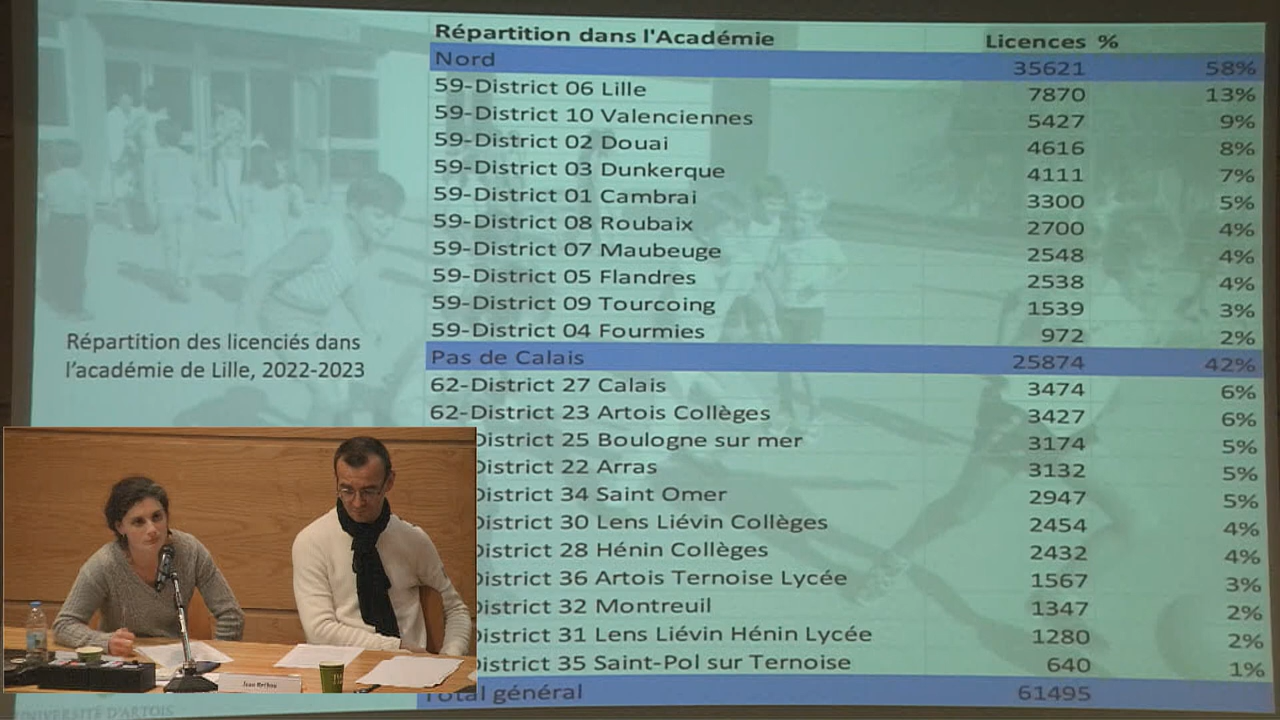 Répartition dans l'Académie Licences %
Nord 35621 58%
59-District 06 Lille 7870 13%
59-District 10 Valenciennes 5427 9%
59-District 02 Douai 4616 8%
59-District 03 Dunkerque 4111 7%
59-District 01 Cambrai 3300 5%
59-District 08 Roubaix 2700 4%
59-District 07 Maubeuge 2548 4%
59-District 05 Flandres 2538 4%
59-District 09 Tourcoing 1539 3%
59-District 04 Fourmies 972 2%
Répartition des licenciés dans
l'académie de Lille, 2022-2023
Pas de Calais 25874 42%
62-District 27 Calais 3474 6%
62-District 23 Artois Collèges 3427 6%
District 25 Boulogne sur mer 3174 5%
District 22 Arras 3132 5%
District 34 Saint Omer 2947 5%
District 30 Lens Liévin Collèges 2454 4%
District 28 Hénin Collèges 2432 4%
District 36 Artois Ternoise Lycée 1567 3%
District 32 Montreuil 1347 2%
District 31 Lens Liévin Hénin Lycée 1280 2%
District 35 Saint-Pol sur Ternoise 640 1%
Total général 61495
UNIVERSITÉ D'ARTOIS